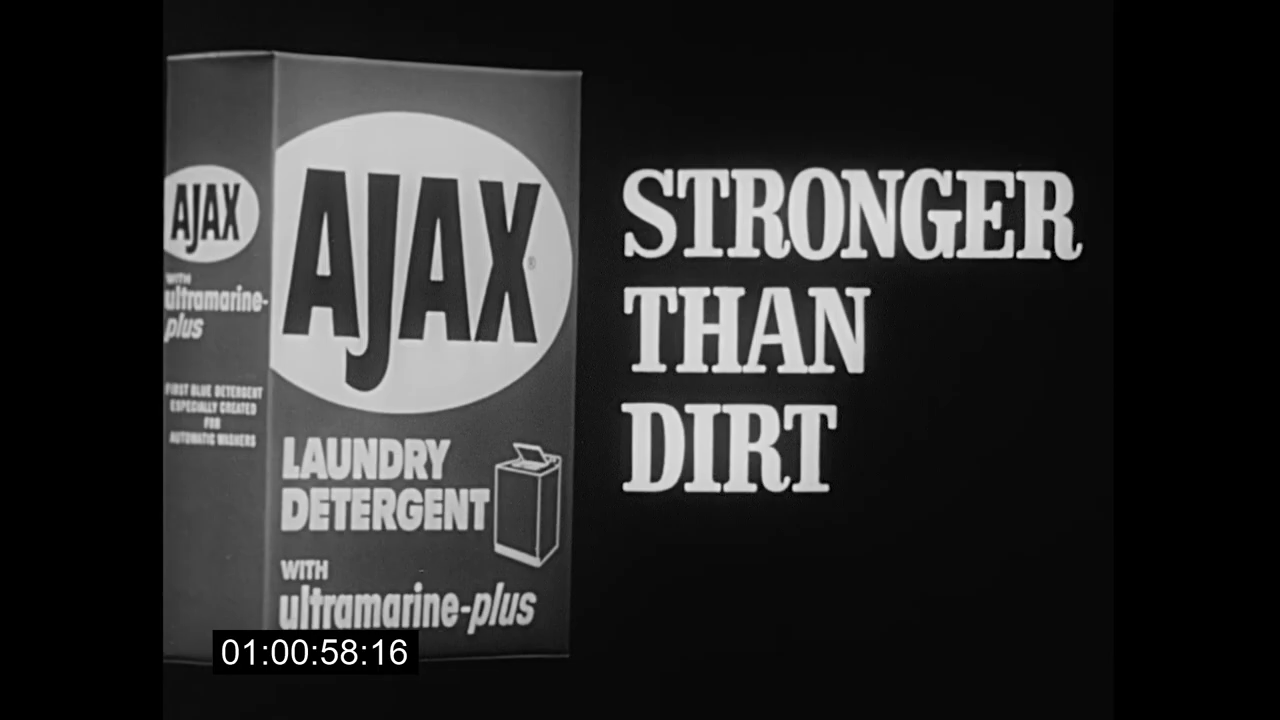 AJAX
WITH
ultramarine-
plus
FIRST BLUE DETERGENT
ESPECIALLY CREATED
FOR
AUTOMATIC WASHERS
AJAX®
LAUNDRY
DETERGENT
WITH
ultramarine-plus
STRONGER
THAN
DIRT
01:00:58:16